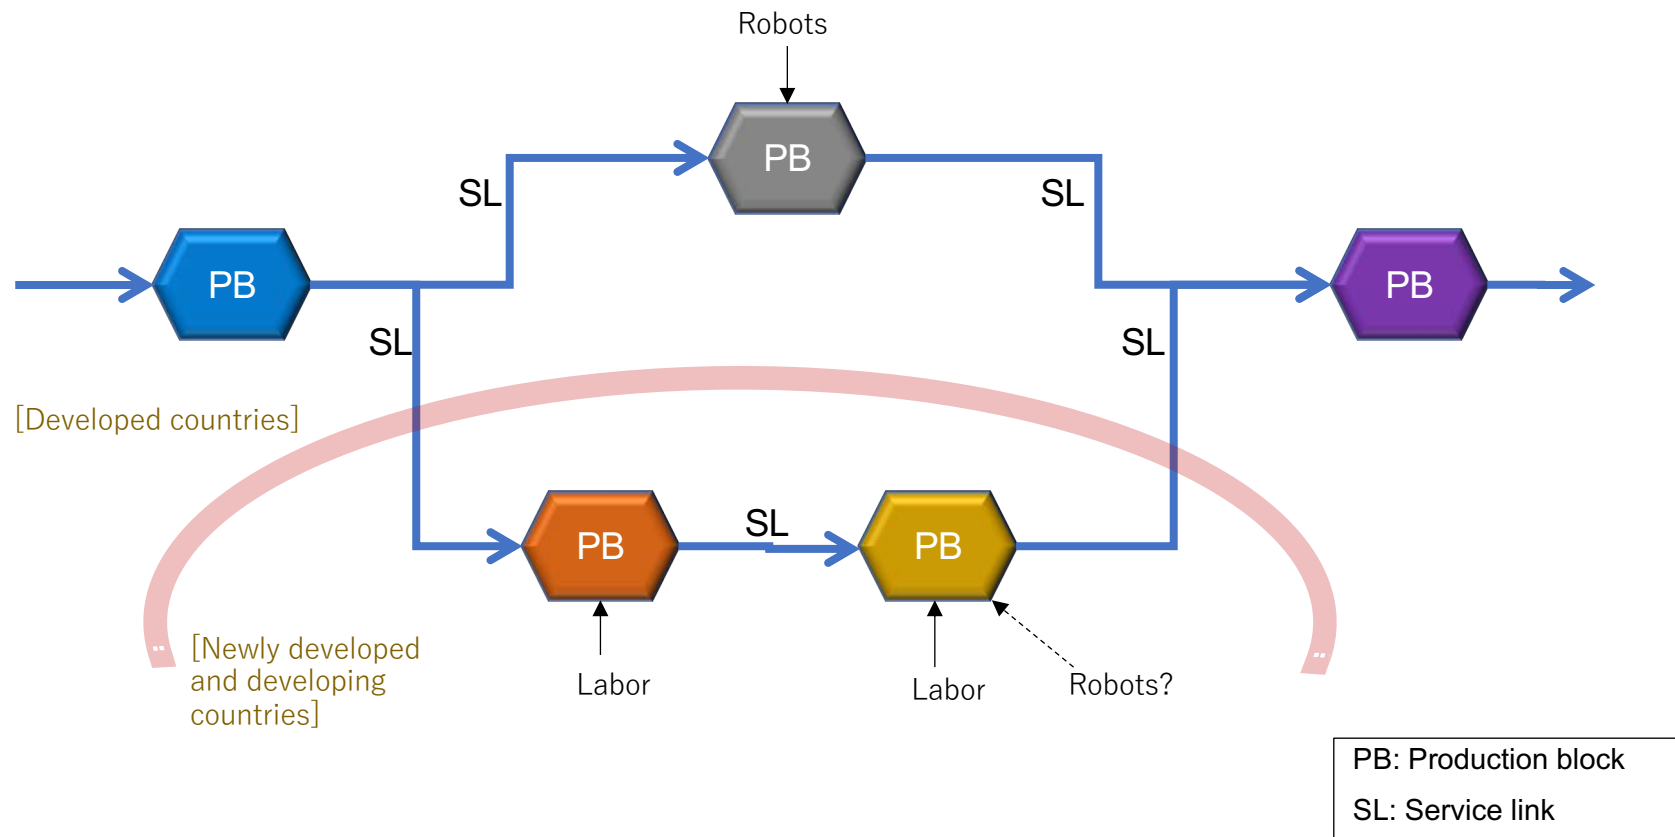 Robots
PB
SL
SL
PB
PB
SL
SL
[Developed countries]
PB
SL
PB
[Newly developed
and developing
countries]
Labor
Labor
Robots?
PB: Production block
SL: Service link